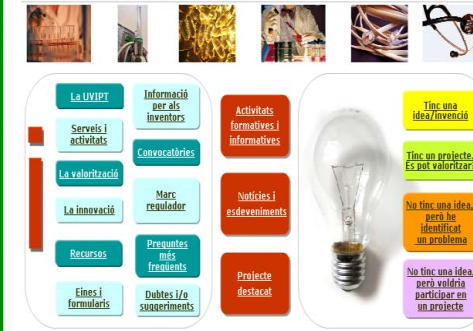 La UVIPT
Serveis i
activitats
La valorització
La innovació
Recursos
Eines i
formularis
Informació
per als
inventors
Convocatòries
Marc
regulador
Preguntes
més
freqüents
Dubtes i/o
suggeriments
Activitats
formatives i
informatives
Notícies i
esdeveniments
Projecte
destacat
Tinc una
idea/invenció
Tinc un projecte.
És pot valoritzar
No tinc una idea,
però he
identificat
un problema
No tinc una idea,
però voldria
participar en
un projecte